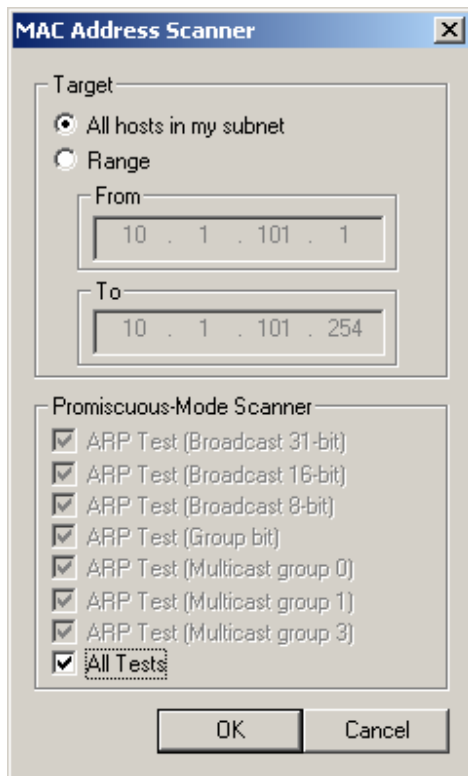 MAC Address Scanner
Target
All hosts in my subnet
Range
From
10 . 1 . 101 . 1
To
10 . 1 . 101 . 254
Promiscuous-Mode Scanner
ARP Test (Broadcast 31-bit)
ARP Test (Broadcast 16-bit)
ARP Test (Broadcast 8-bit)
ARP Test (Group bit)
ARP Test (Multicast group 0)
ARP Test (Multicast group 1)
ARP Test (Multicast group 3)
All Tests
OK Cancel